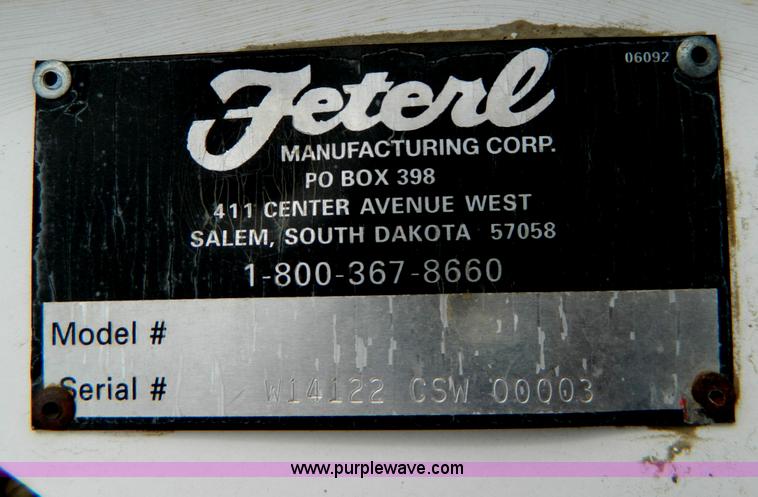 06092
Feterl
MANUFACTURING CORP.
PO BOX 398
411 CENTER AVENUE WEST
SALEM, SOUTH DAKOTA 57058
1-800-367-8660
Model #
Serial # W14122 CSW 00003
www.purplewave.com